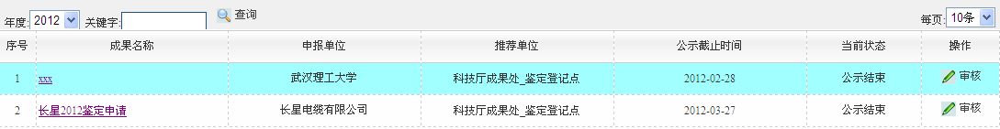 年度: 2012 关键字: 查询 每页: 10条
序号 成果名称 申报单位 推荐单位 公示截止时间 当前状态 操作
1 xxx 武汉理工大学 科技厅成果处_鉴定登记点 2012-02-28 公示结束 审核
2 长星2012鉴定申请 长星电缆有限公司 科技厅成果处_鉴定登记点 2012-03-27 公示结束 审核